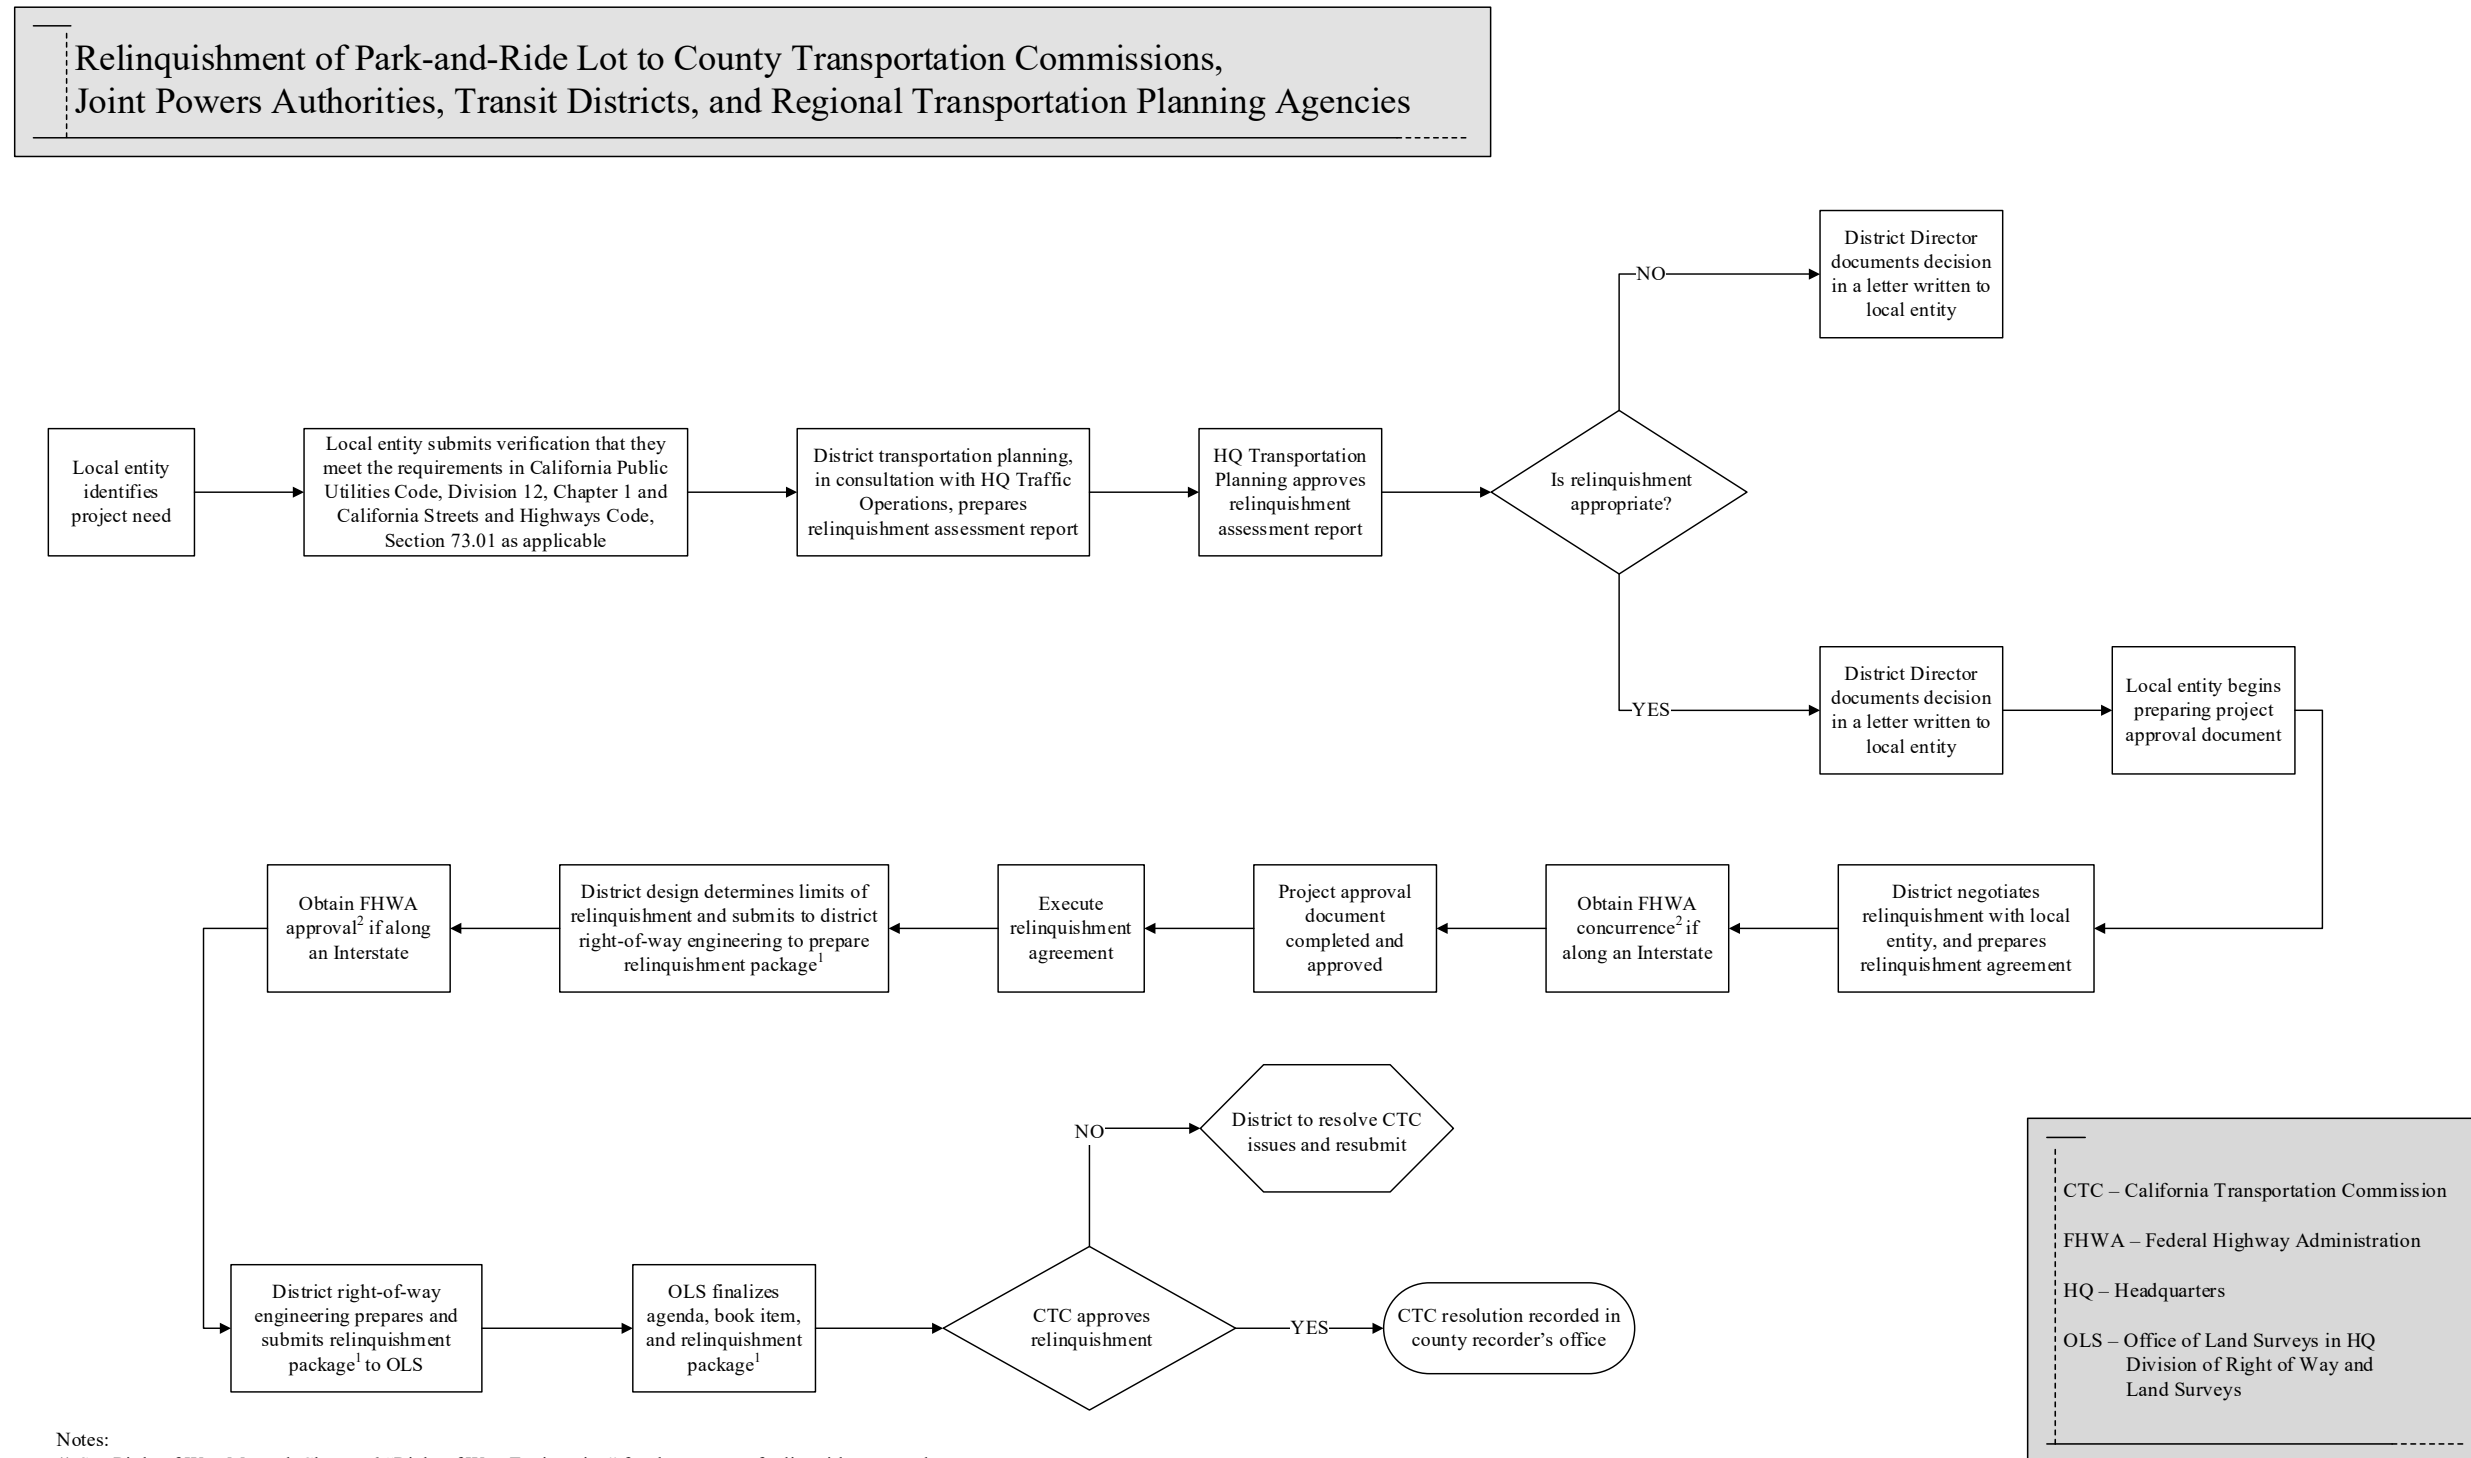 Relinquishment of Park-and-Ride Lot to County Transportation Commissions,
Joint Powers Authorities, Transit Districts, and Regional Transportation Planning Agencies
District Director
documents decision
in a letter written to
local entity
NO
Local entity
identifies
project need
Local entity submits verification that they
meet the requirements in California Public
Utilities Code, Division 12, Chapter 1 and
California Streets and Highways Code,
Section 73.01 as applicable
District transportation planning,
in consultation with HQ Traffic
Operations, prepares
relinquishment assessment report
HQ Transportation
Planning approves
relinquishment
assessment report
Is relinquishment
appropriate?
YES
District Director
documents decision
in a letter written to
local entity
Local entity begins
preparing project
approval document
District negotiates
relinquishment with local
entity, and prepares
relinquishment agreement
Obtain FHWA
concurrence² if
along an Interstate
Project approval
document
completed and
approved
Execute
relinquishment
agreement
District design determines limits of
relinquishment and submits to district
right-of-way engineering to prepare
relinquishment package¹
Obtain FHWA
approval² if along
an Interstate
District right-of-way
engineering prepares and
submits relinquishment
package¹ to OLS
OLS finalizes
agenda, book item,
and relinquishment
package¹
CTC approves
relinquishment
NO
District to resolve CTC
issues and resubmit
YES
CTC resolution recorded in
county recorder’s office
CTC – California Transportation Commission
FHWA – Federal Highway Administration
HQ – Headquarters
OLS – Office of Land Surveys in HQ
Division of Right of Way and
Land Surveys
Notes: